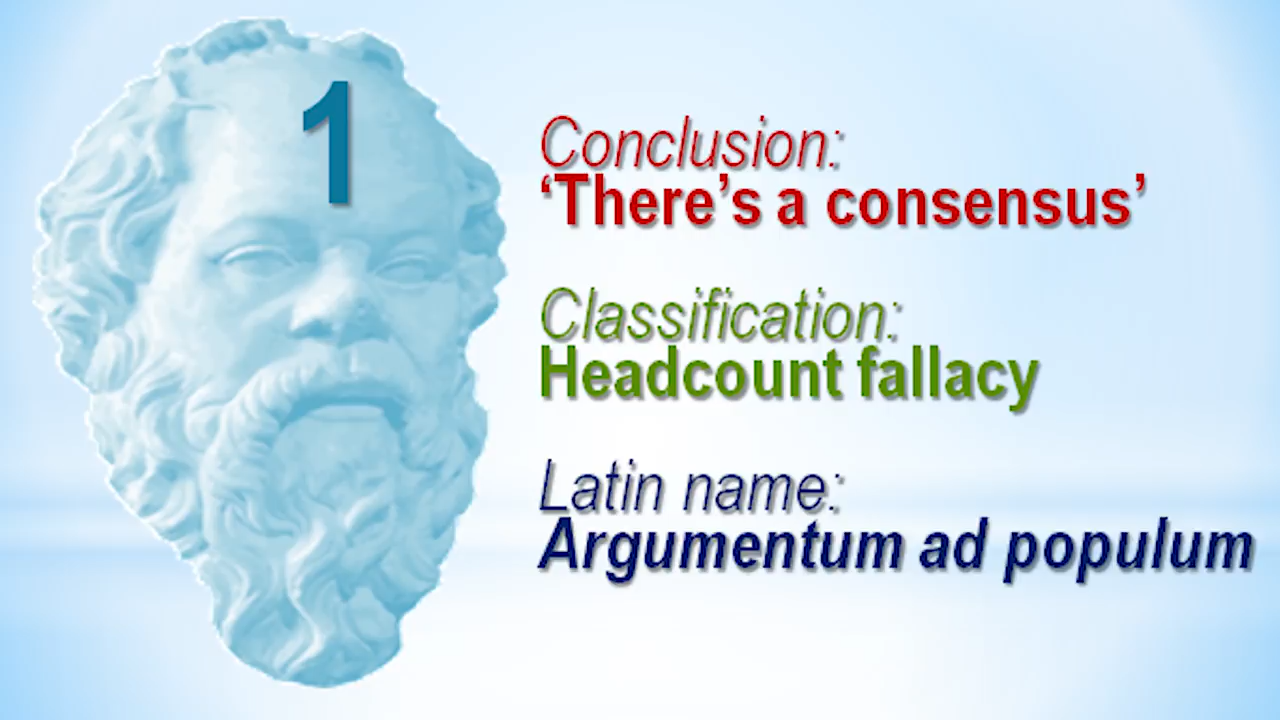 1
Conclusion:
‘There’s a consensus’
Classification:
Headcount fallacy
Latin name:
Argumentum ad populum